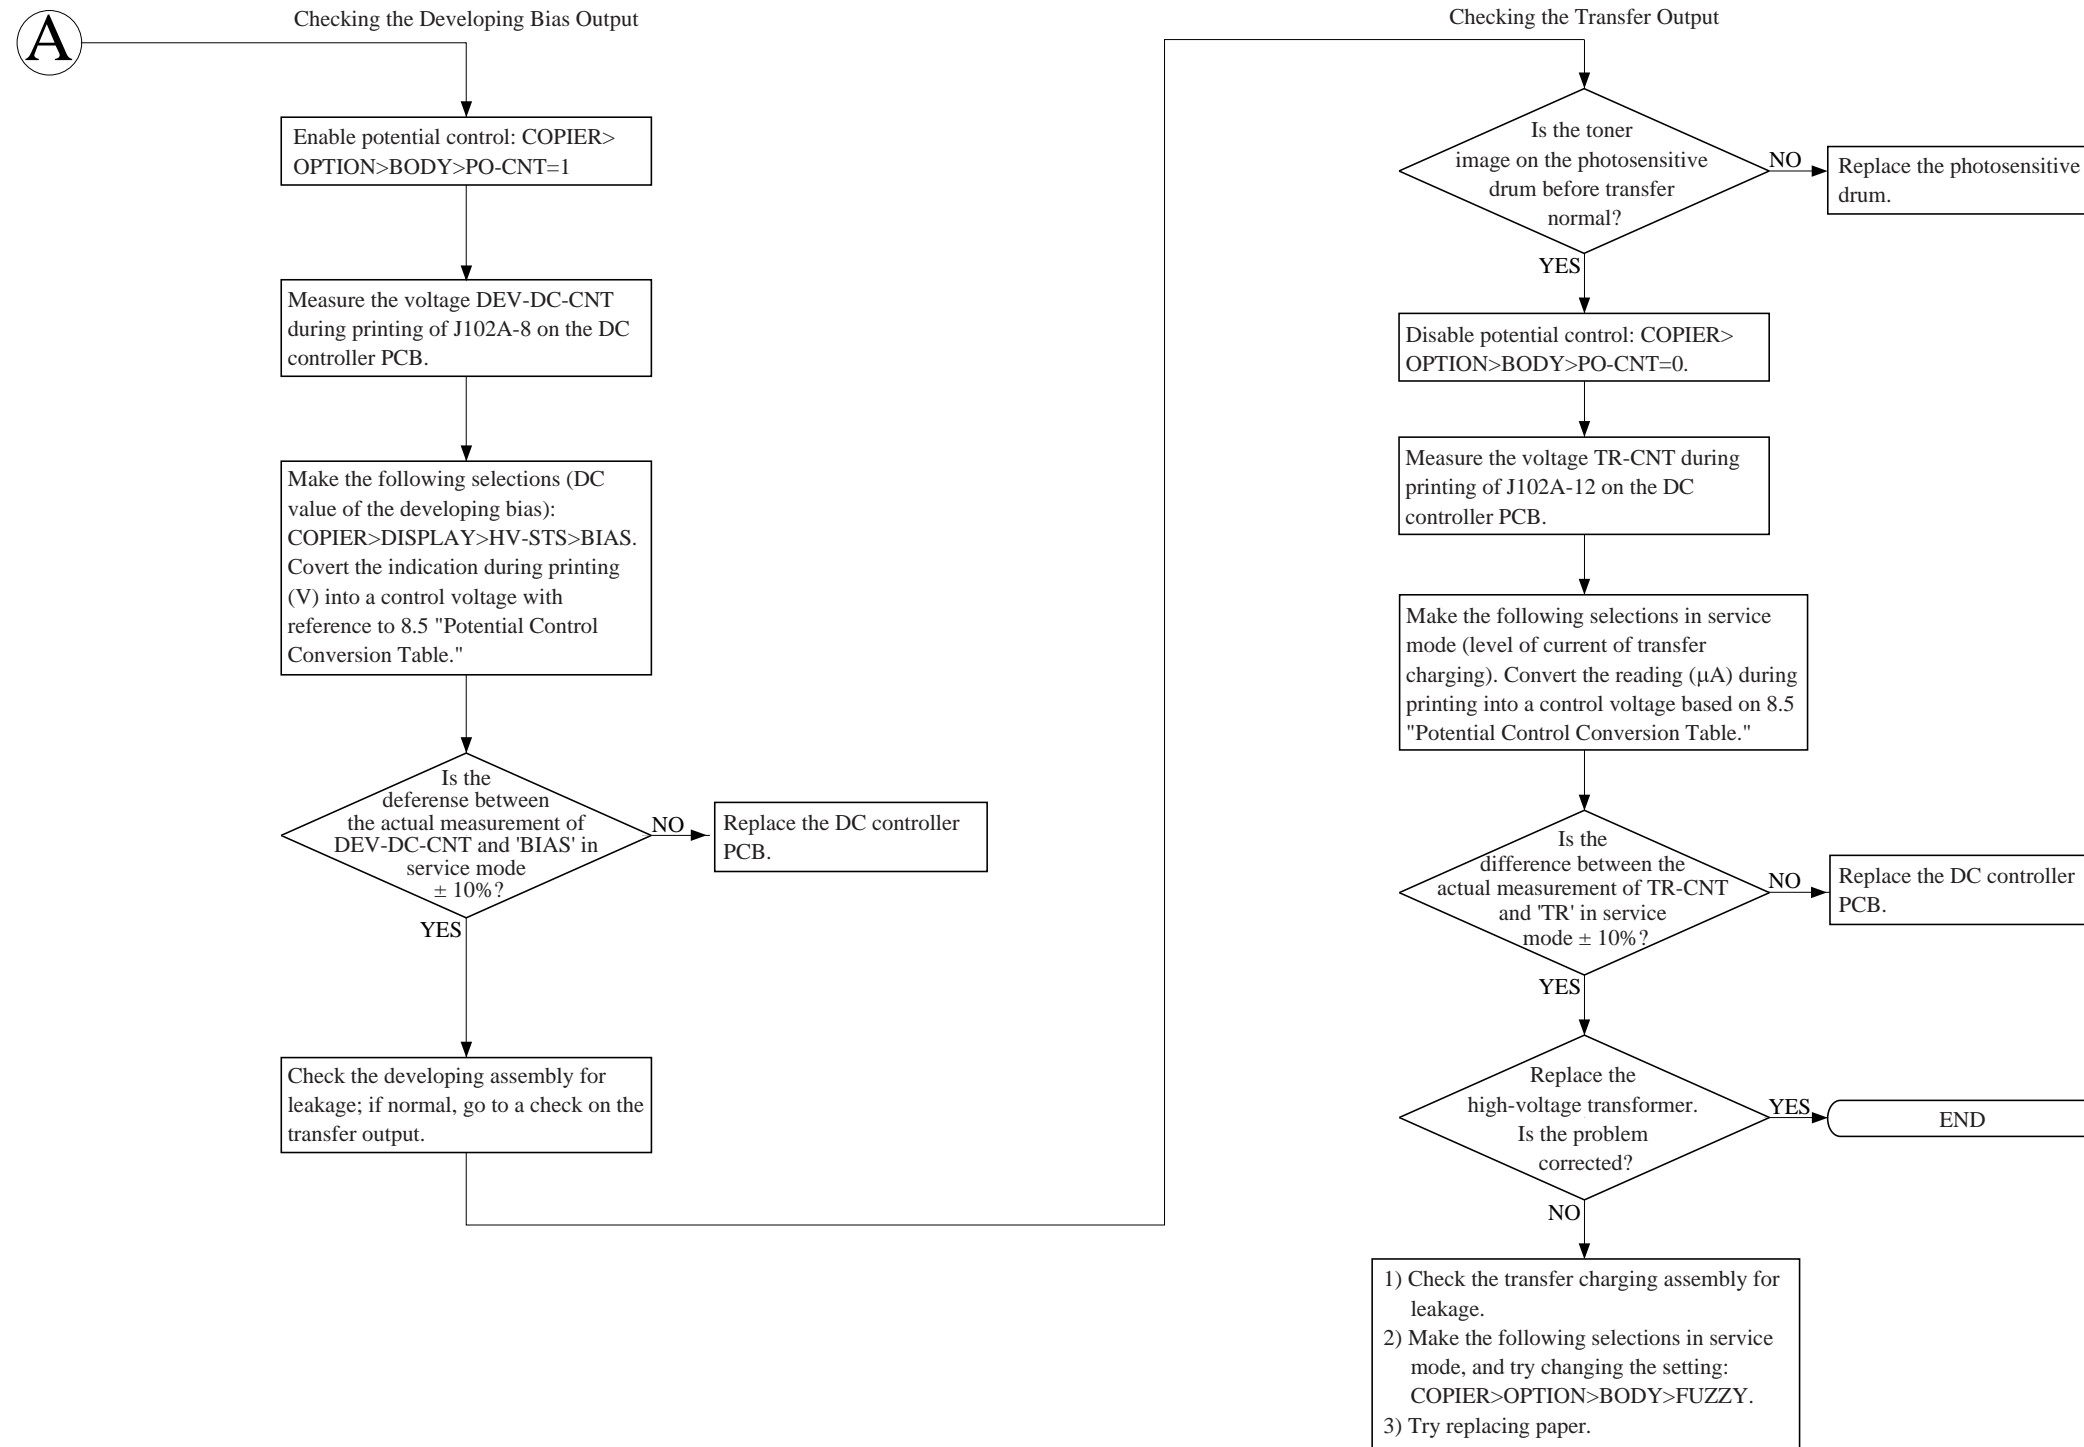 A
Checking the Developing Bias Output
Enable potential control: COPIER>
OPTION>BODY>PO-CNT=1
Measure the voltage DEV-DC-CNT
during printing of J102A-8 on the DC
controller PCB.
Make the following selections (DC
value of the developing bias):
COPIER>DISPLAY>HV-STS>BIAS.
Covert the indication during printing
(V) into a control voltage with
reference to 8.5 "Potential Control
Conversion Table."
Is the
deferense between
the actual measurement of
DEV-DC-CNT and 'BIAS' in
service mode
± 10%?
NO
Replace the DC controller
PCB.
YES
Check the developing assembly for
leakage; if normal, go to a check on the
transfer output.
Checking the Transfer Output
Is the toner
image on the photosensitive
drum before transfer
normal?
NO
Replace the photosensitive
drum.
YES
Disable potential control: COPIER>
OPTION>BODY>PO-CNT=0.
Measure the voltage TR-CNT during
printing of J102A-12 on the DC
controller PCB.
Make the following selections in service
mode (level of current of transfer
charging). Convert the reading (µA) during
printing into a control voltage based on 8.5
"Potential Control Conversion Table."
Is the
difference between the
actual measurement of TR-CNT
and 'TR' in service
mode ± 10%?
NO
Replace the DC controller
PCB.
YES
Replace the
high-voltage transformer.
Is the problem
corrected?
YES
END
NO
1) Check the transfer charging assembly for
leakage.
2) Make the following selections in service
mode, and try changing the setting:
COPIER>OPTION>BODY>FUZZY.
3) Try replacing paper.